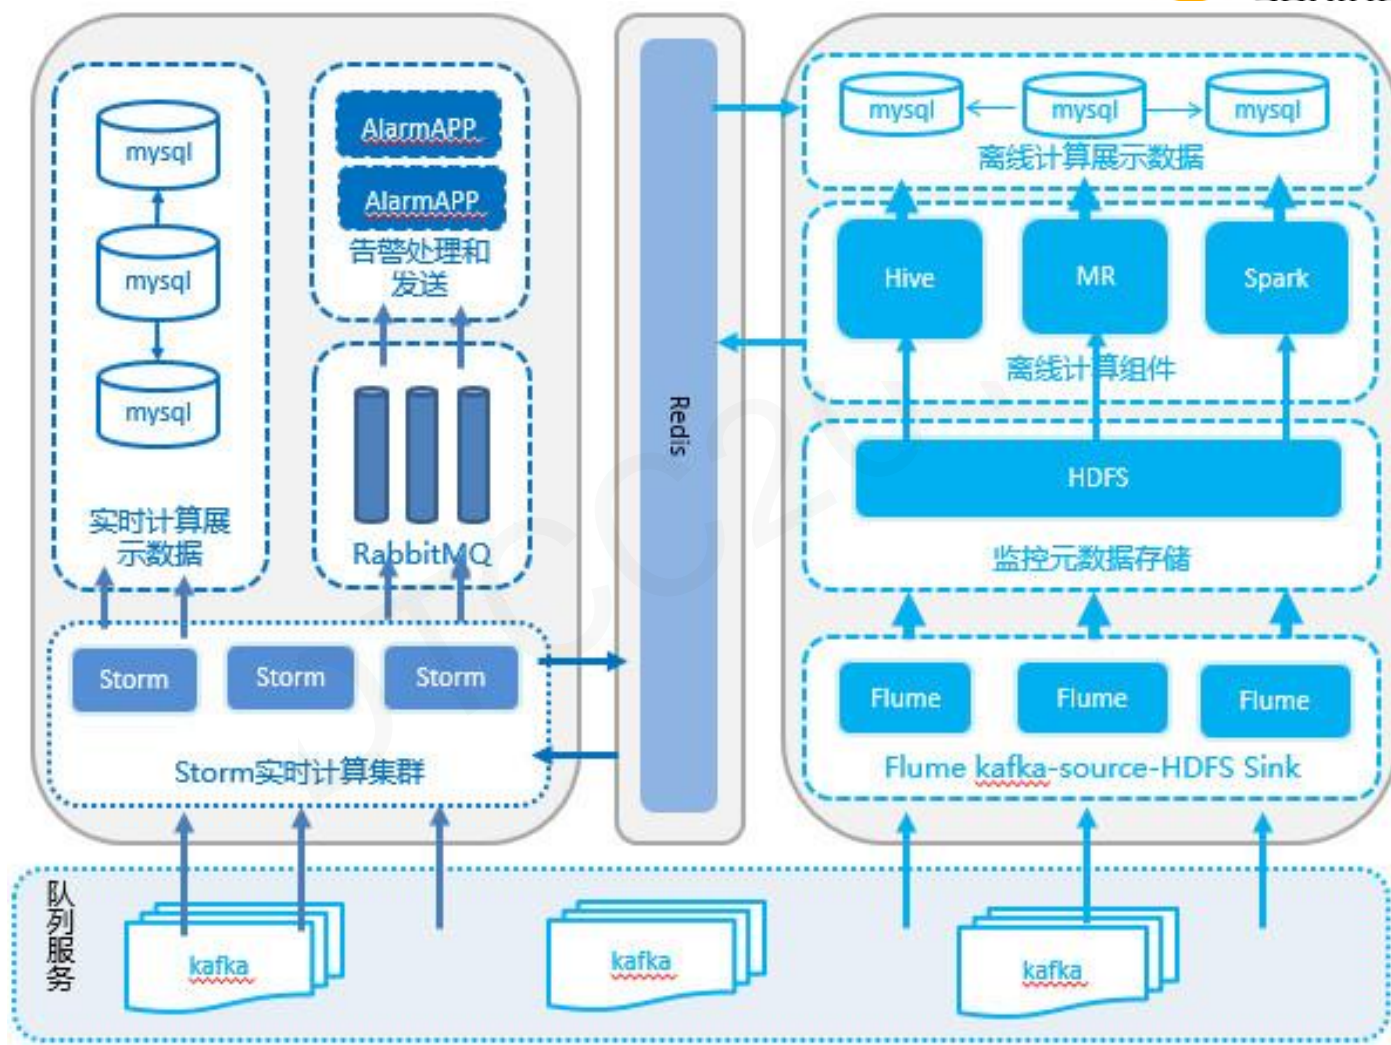 mysql
mysql
mysql
实时计算展
示数据
AlarmAPP
AlarmAPP
告警处理和
发送
RabbitMQ
Storm
Storm
Storm
Storm实时计算集群
Redis
mysql
mysql
mysql
离线计算展示数据
Hive
MR
Spark
离线计算组件
HDFS
监控元数据存储
Flume
Flume
Flume
Flume kafka-source-HDFS Sink
队列服务
kafka
kafka
kafka